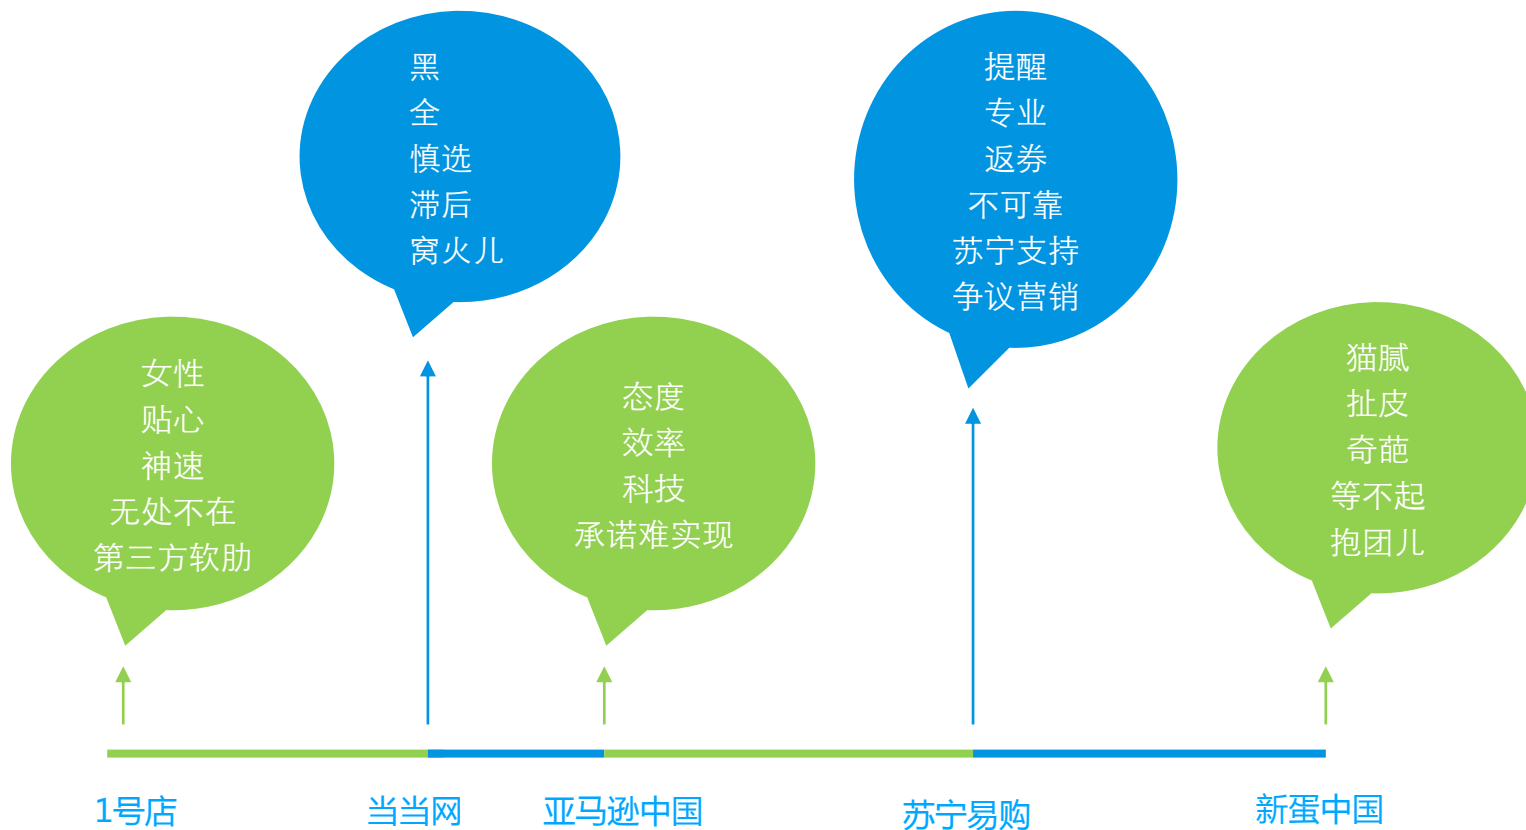 黑
全
慎选
滞后
窝火儿
提醒
专业
返券
不可靠
苏宁支持
争议营销
女性
贴心
神速
无处不在
第三方软肋
态度
效率
科技
承诺难实现
猫腻
扯皮
奇葩
等不起
抱团儿
1号店
当当网
亚马逊中国
苏宁易购
新蛋中国